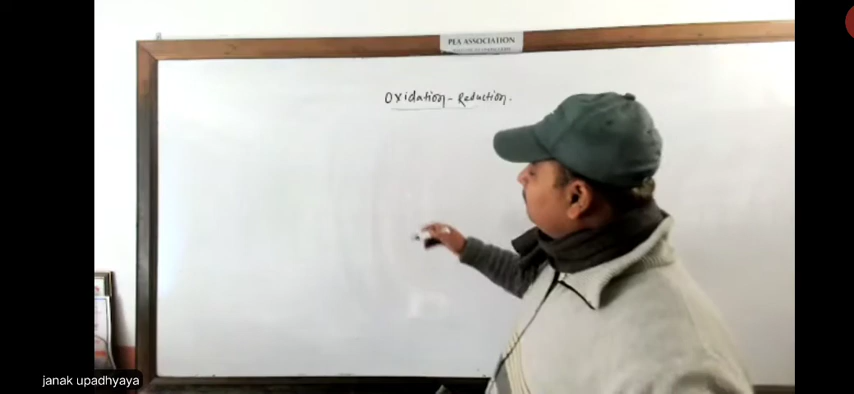 PEA ASSOCIATION
Oxidation - Reduction.
janak upadhyaya